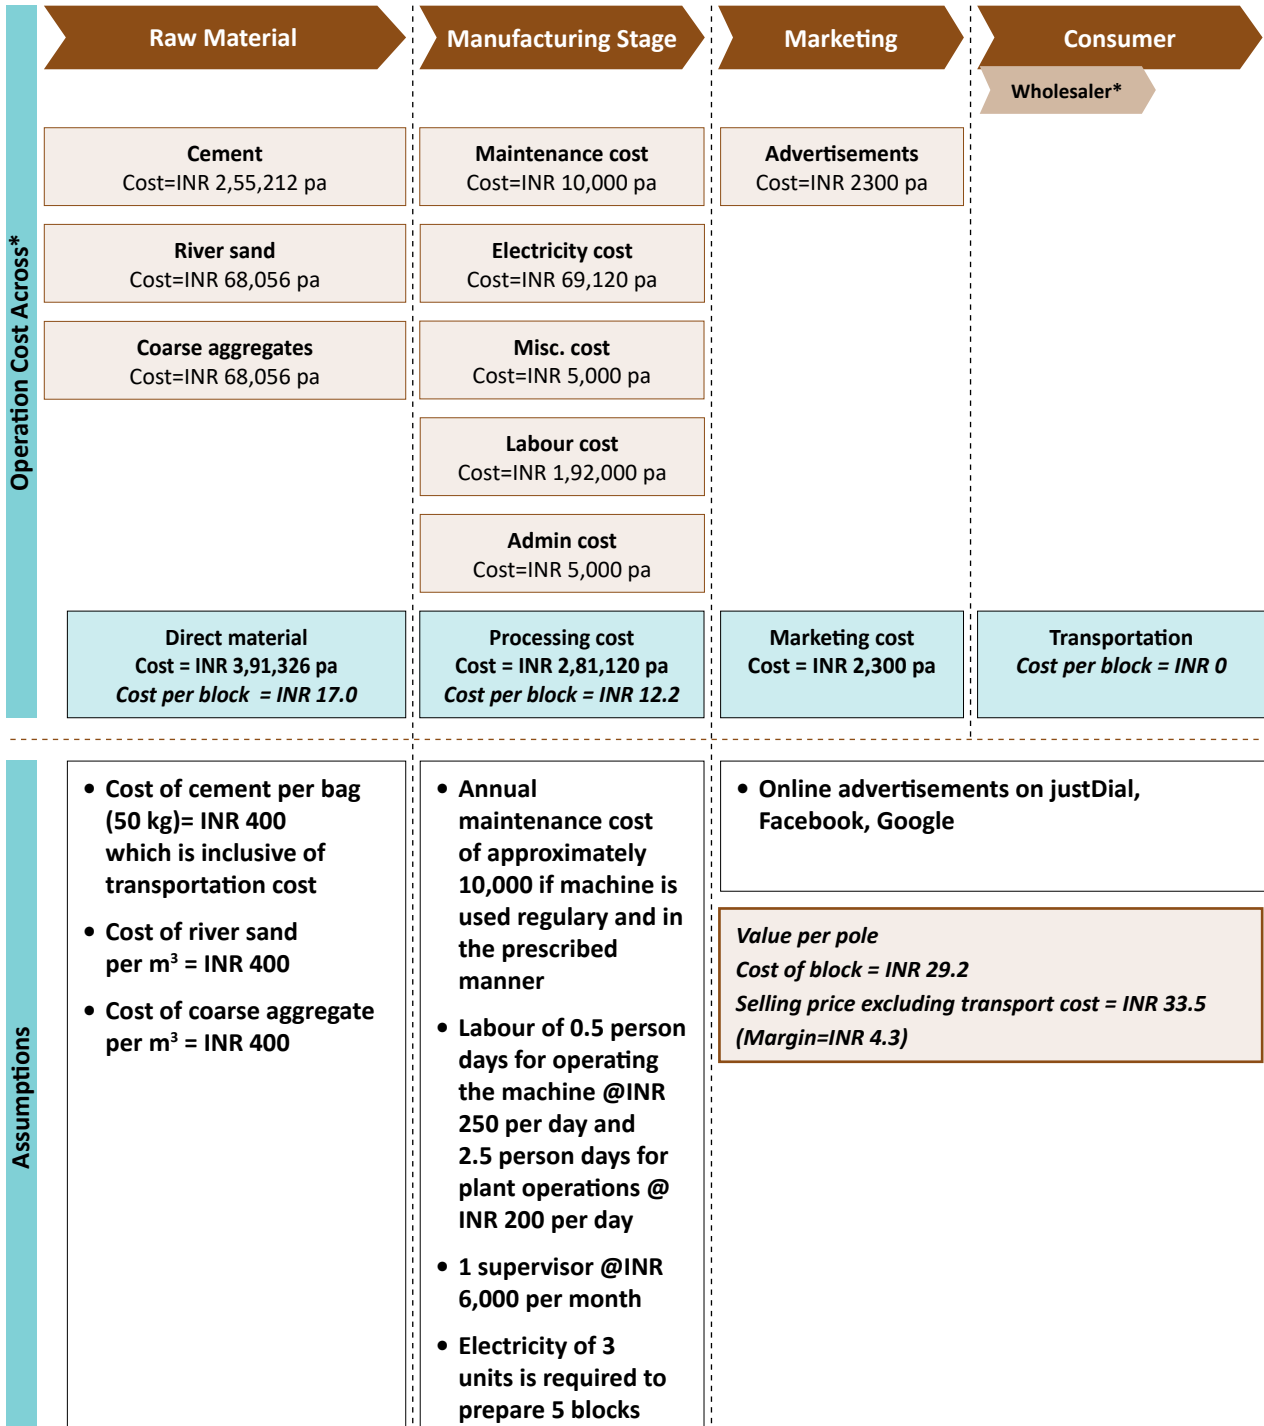 Raw Material
Manufacturing Stage
Marketing
Consumer
Wholesaler*
Operation Cost Across*
Cement
Cost=INR 2,55,212 pa
River sand
Cost=INR 68,056 pa
Coarse aggregates
Cost=INR 68,056 pa
Maintenance cost
Cost=INR 10,000 pa
Electricity cost
Cost=INR 69,120 pa
Misc. cost
Cost=INR 5,000 pa
Labour cost
Cost=INR 1,92,000 pa
Admin cost
Cost=INR 5,000 pa
Advertisements
Cost=INR 2300 pa
Direct material
Cost = INR 3,91,326 pa
Cost per block = INR 17.0
Processing cost
Cost = INR 2,81,120 pa
Cost per block = INR 12.2
Marketing cost
Cost = INR 2,300 pa
Transportation
Cost per block = INR 0
Assumptions
• Cost of cement per bag
(50 kg)= INR 400
which is inclusive of
transportation cost
• Cost of river sand
per m³ = INR 400
• Cost of coarse aggregate
per m³ = INR 400
• Annual
maintenance cost
of approximately
10,000 if machine is
used regulary and in
the prescribed
manner
• Labour of 0.5 person
days for operating
the machine @INR
250 per day and
2.5 person days for
plant operations @
INR 200 per day
• 1 supervisor @INR
6,000 per month
• Electricity of 3
units is required to
prepare 5 blocks
• Online advertisements on justDial,
Facebook, Google
Value per pole
Cost of block = INR 29.2
Selling price excluding transport cost = INR 33.5
(Margin=INR 4.3)